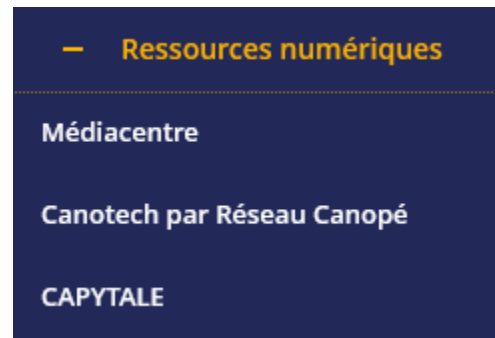 − Ressources numériques
Médiacentre
Canotech par Réseau Canopé
CAPYTALE